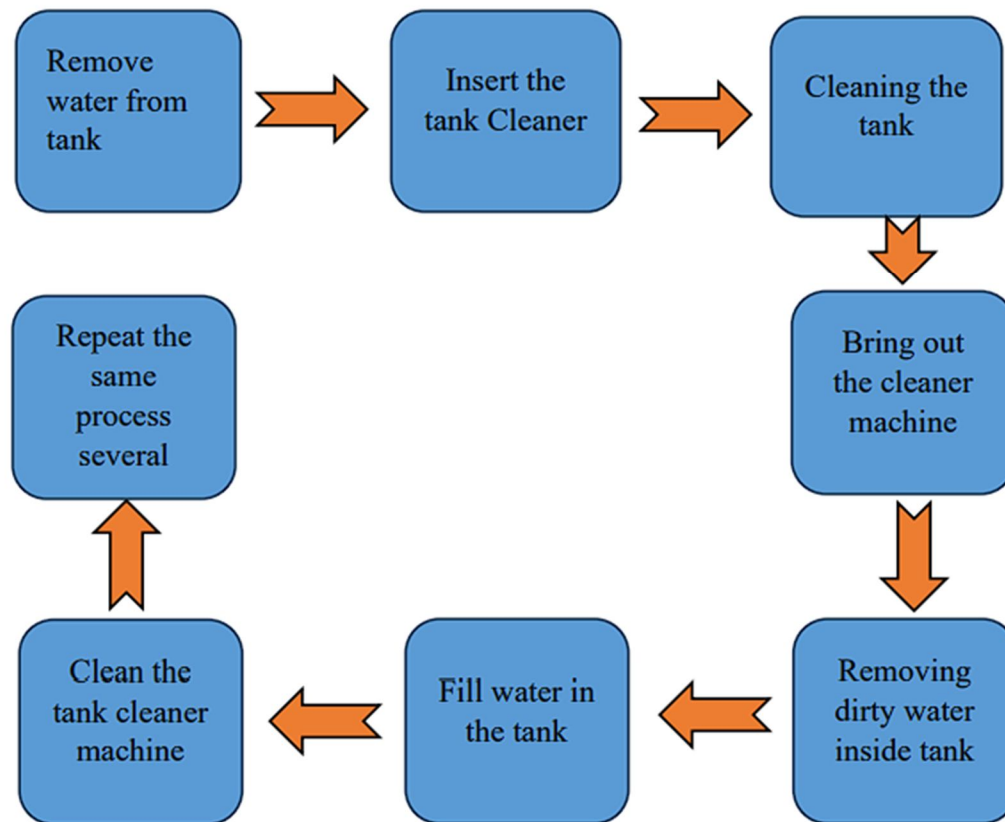 Remove
water from
tank
Insert the
tank Cleaner
Cleaning the
tank
Bring out
the cleaner
machine
Removing
dirty water
inside tank
Fill water in
the tank
Clean the
tank cleaner
machine
Repeat the
same
process
several